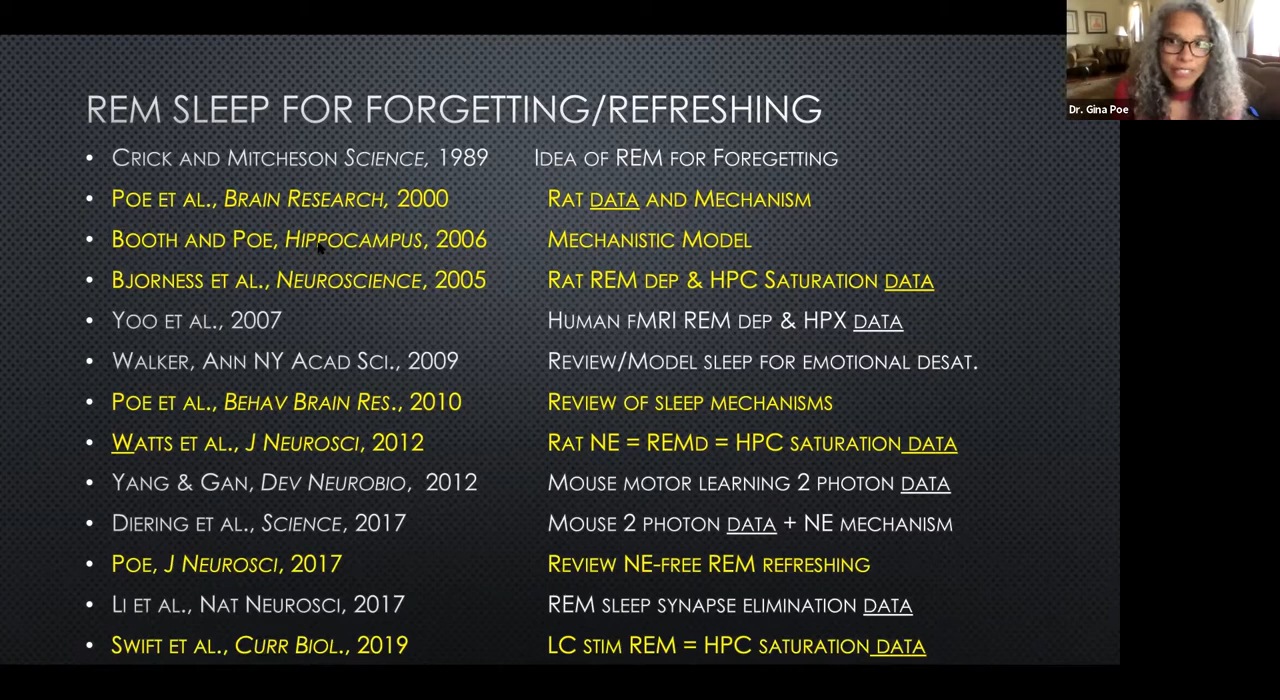 Dr. Gina Poe
REM SLEEP FOR FORGETTING/REFRESHING
• CRICK AND MITCHESON SCIENCE, 1989 IDEA OF REM FOR FOREGETTING
• POE ET AL., BRAIN RESEARCH, 2000 RAT DATA AND MECHANISM
• BOOTH AND POE, HIPPOCAMPUS, 2006 MECHANISTIC MODEL
• BJORNESS ET AL., NEUROSCIENCE, 2005 RAT REM DEP & HPC SATURATION DATA
• YOO ET AL., 2007 HUMAN FMRI REM DEP & HPX DATA
• WALKER, ANN NY ACAD SCI., 2009 REVIEW/MODEL SLEEP FOR EMOTIONAL DESAT.
• POE ET AL., BEHAV BRAIN RES., 2010 REVIEW OF SLEEP MECHANISMS
• WATTS ET AL., J NEUROSCI, 2012 RAT NE = REMD = HPC SATURATION DATA
• YANG & GAN, DEV NEUROBIO, 2012 MOUSE MOTOR LEARNING 2 PHOTON DATA
• DIERING ET AL., SCIENCE, 2017 MOUSE 2 PHOTON DATA + NE MECHANISM
• POE, J NEUROSCI, 2017 REVIEW NE-FREE REM REFRESHING
• LI ET AL., NAT NEUROSCI, 2017 REM SLEEP SYNAPSE ELIMINATION DATA
• SWIFT ET AL., CURR BIOL., 2019 LC STIM REM = HPC SATURATION DATA